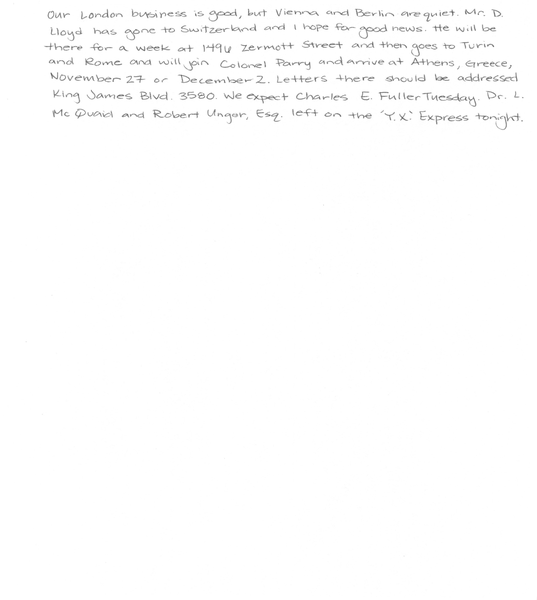 Our London business is good, but Vienna and Berlin are quiet. Mr. D.
Lloyd has gone to Switzerland and I hope for good news. He will be
there for a week at 1496 Zermott Street and then goes to Turin
and Rome and will join Colonel Parry and arrive at Athens, Greece,
November 27 or December 2. Letters there should be addressed
King James Blvd. 3580. We expect Charles E. Fuller Tuesday. Dr. L.
Mc Quaid and Robert Unger, Esq. left on the 'Y.X.' Express tonight.